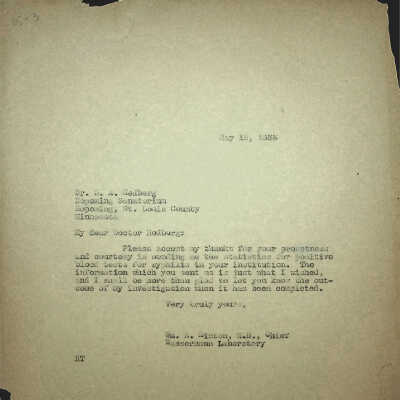 May 18, 1933
Dr. G. A. Hedberg
Nopeming Sanatorium
Nopeming, St. Louis County
Minnesota
My dear Doctor Hedberg:
Please accept my thanks for your promptness
and courtesy in sending me the statistics for positive
blood tests for syphilis in your institution. The
information which you sent me is just what I wished,
and I shall be more than glad to let you know the out-
come of my investigation when it has been completed.
Very truly yours,
Wm. A. Hinton, M.D., Chief
Wassermann Laboratory